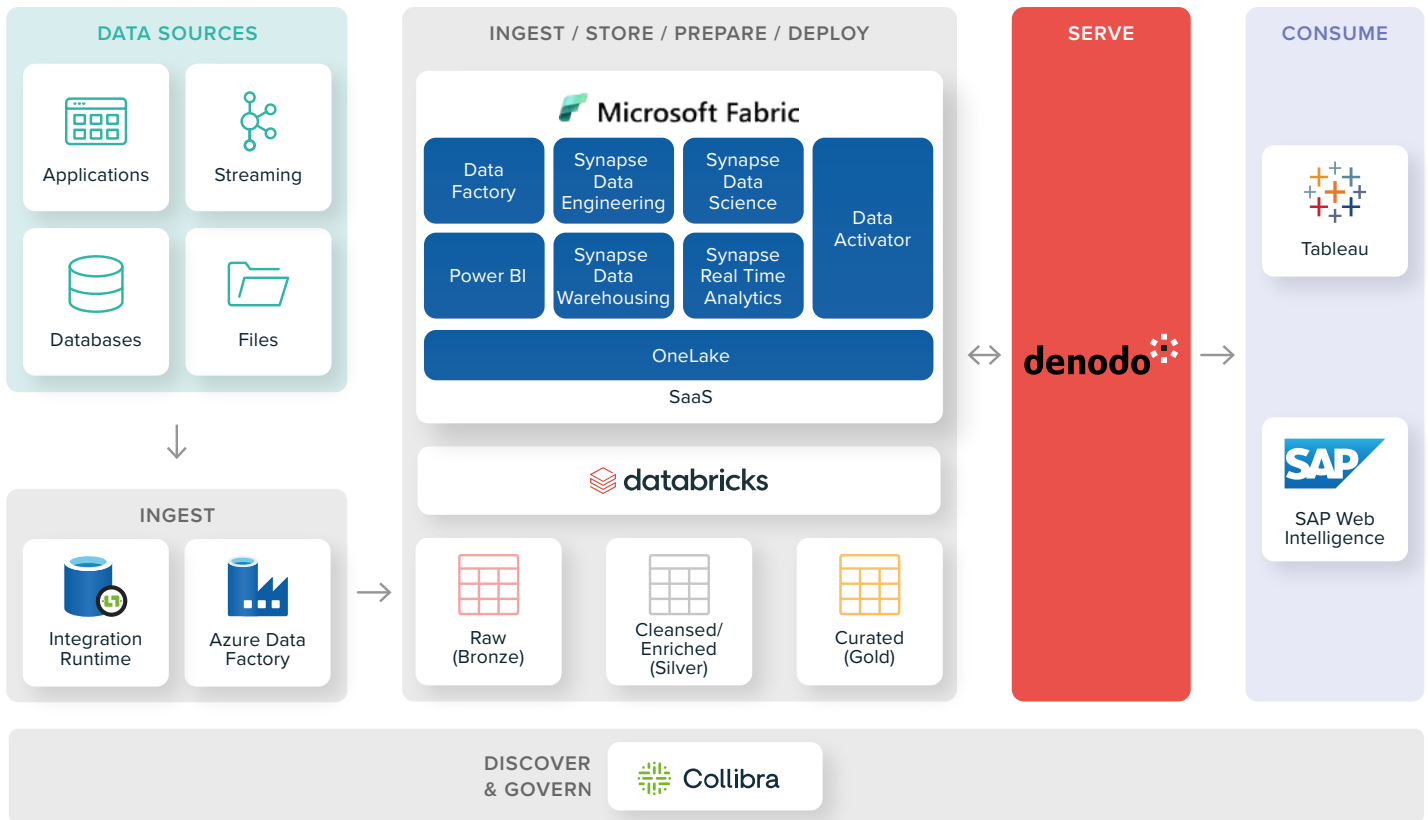 DATA SOURCES
Applications
Streaming
Databases
Files
INGEST
Integration
Runtime
Azure Data
Factory
INGEST / STORE / PREPARE / DEPLOY
Microsoft Fabric
Data
Factory
Synapse
Data
Engineering
Synapse
Data
Science
Data
Activator
Power BI
Synapse
Data
Warehousing
Synapse
Real Time
Analytics
OneLake
SaaS
databricks
Raw
(Bronze)
Cleansed/
Enriched
(Silver)
Curated
(Gold)
SERVE
denodo
CONSUME
Tableau
SAP
SAP Web
Intelligence
DISCOVER
& GOVERN
Collibra